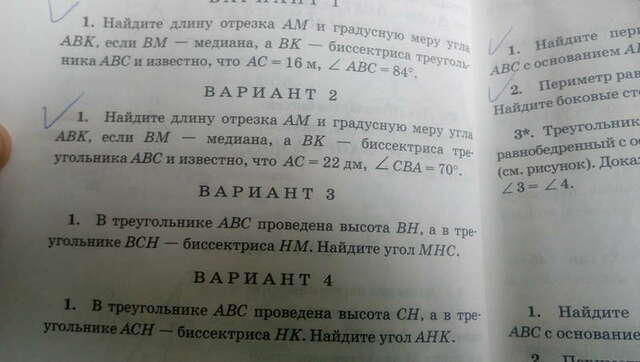 ВАРИАНТ 1
1. Найдите длину отрезка AM и градусную меру угла
ABK, если BM — медиана, а BK — биссектриса треуголь-
ника ABC и известно, что AC = 16 м, ∠ ABC = 84°.
ВАРИАНТ 2
1. Найдите длину отрезка AM и градусную меру угла
ABK, если BM — медиана, а BK — биссектриса тре-
угольника ABC и известно, что AC = 22 дм, ∠ CBA = 70°.
ВАРИАНТ 3
1. В треугольнике ABC проведена высота BH, а в тре-
угольнике BCH — биссектриса HM. Найдите угол MHC.
ВАРИАНТ 4
1. В треугольнике ABC проведена высота CH, а в тре-
угольнике ACH — биссектриса HK. Найдите угол AHK.
1. Найдите
ABC с основанием
2. Периметр
Найдите боковые
3*. Треугольник
равнобедренный с
(см. рисунок).
∠ 3 = ∠ 4.
1. Найдите
ABC с основание
2.